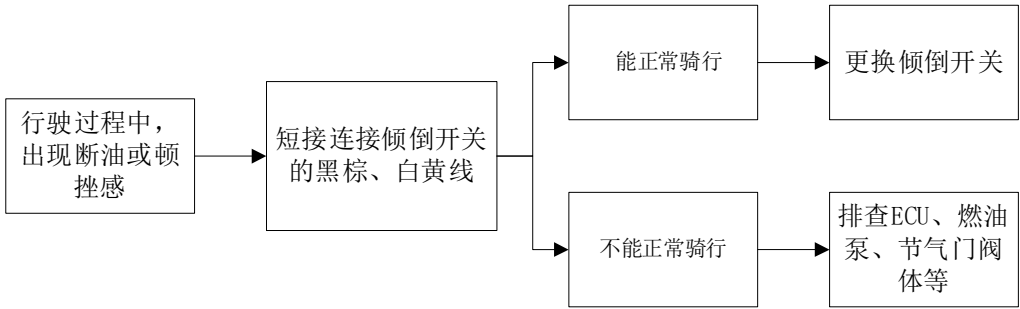 行驶过程中,
出现断油或顿
挫感
短接连接倾倒开关
的黑棕、白黄线
能正常骑行
更换倾倒开关
不能正常骑行
排查ECU、燃油
泵、节气门阀
体等